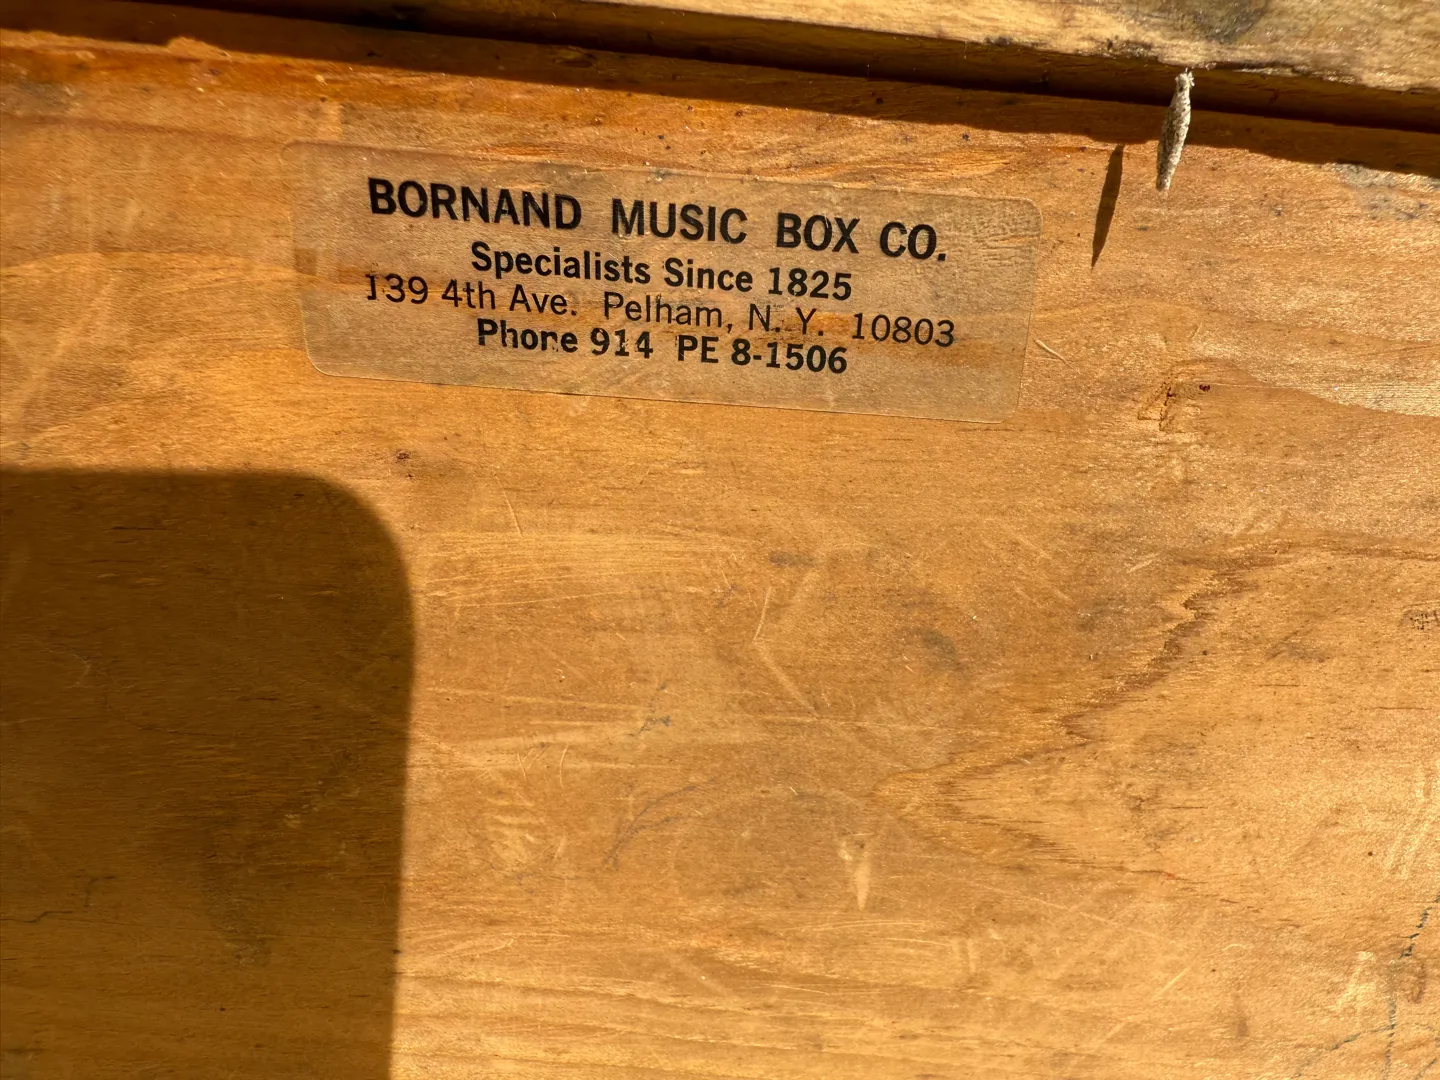 BORNAND MUSIC BOX CO.
Specialists Since 1825
139 4th Ave. Pelham, N. Y. 10803
Phone 914 PE 8-1506